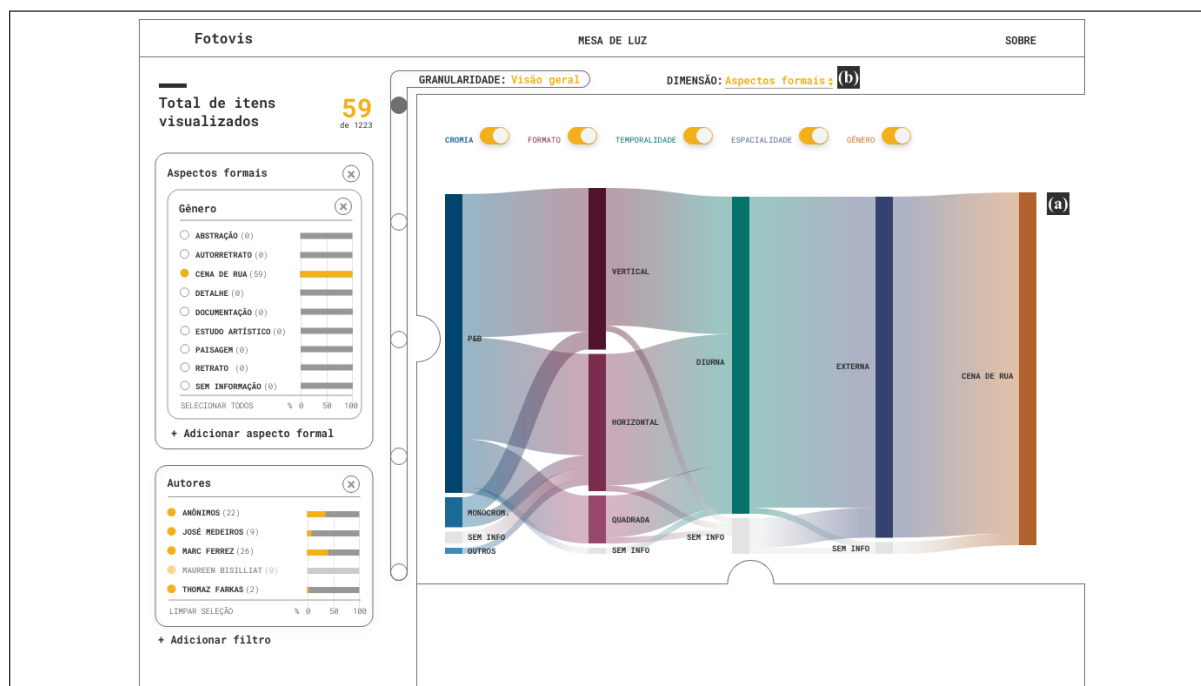 Fotovis
MESA DE LUZ
SOBRE
GRANULARIDADE: Visão geral
DIMENSÃO: Aspectos formais
(b)
Total de itens
visualizados
59
de 1223
CROMIA
FORMATO
TEMPORALIDADE
ESPACIALIDADE
GÊNERO
Aspectos formais
Gênero
ABSTRAÇÃO (0)
AUTORRETRATO (0)
CENA DE RUA (59)
DETALHE (0)
DOCUMENTAÇÃO (0)
ESTUDO ARTÍSTICO (0)
PAISAGEM (0)
RETRATO (0)
SEM INFORMAÇÃO (0)
SELECIONAR TODOS % 0 50 100
+ Adicionar aspecto formal
Autores
ANÔNIMOS (22)
JOSÉ MEDEIROS (9)
MARC FERREZ (26)
MAUREEN BISILLIAT (0)
THOMAZ FARKAS (2)
LIMPAR SELEÇÃO % 0 50 100
+ Adicionar filtro
(a)
P&B
MONOCROM.
SEM INFO
OUTROS
VERTICAL
HORIZONTAL
QUADRADA
SEM INFO
DIURNA
SEM INFO
EXTERNA
SEM INFO
CENA DE RUA